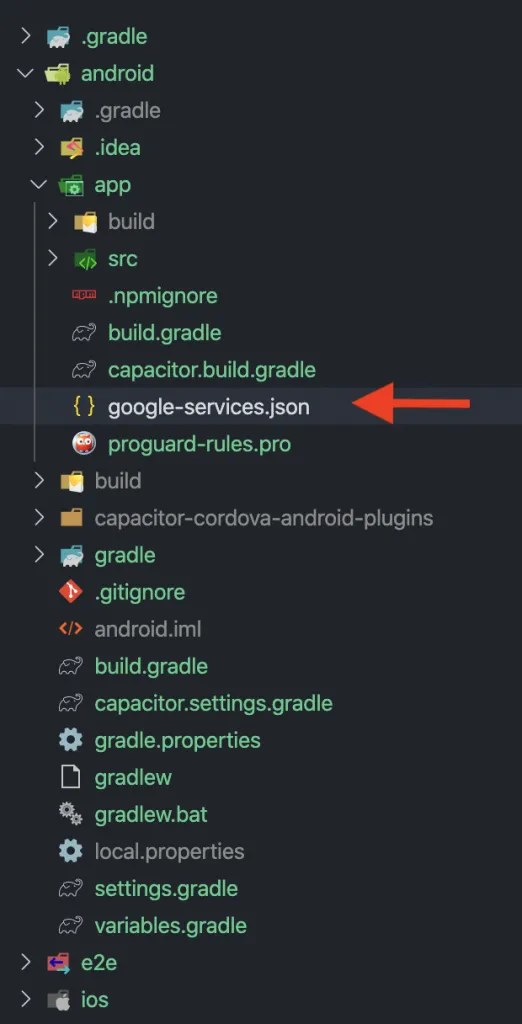 .gradle
android
.gradle
.idea
app
build
src
.npmignore
build.gradle
capacitor.build.gradle
google-services.json
proguard-rules.pro
build
capacitor-cordova-android-plugins
gradle
.gitignore
android.iml
build.gradle
capacitor.settings.gradle
gradle.properties
gradlew
gradlew.bat
local.properties
settings.gradle
variables.gradle
e2e
ios